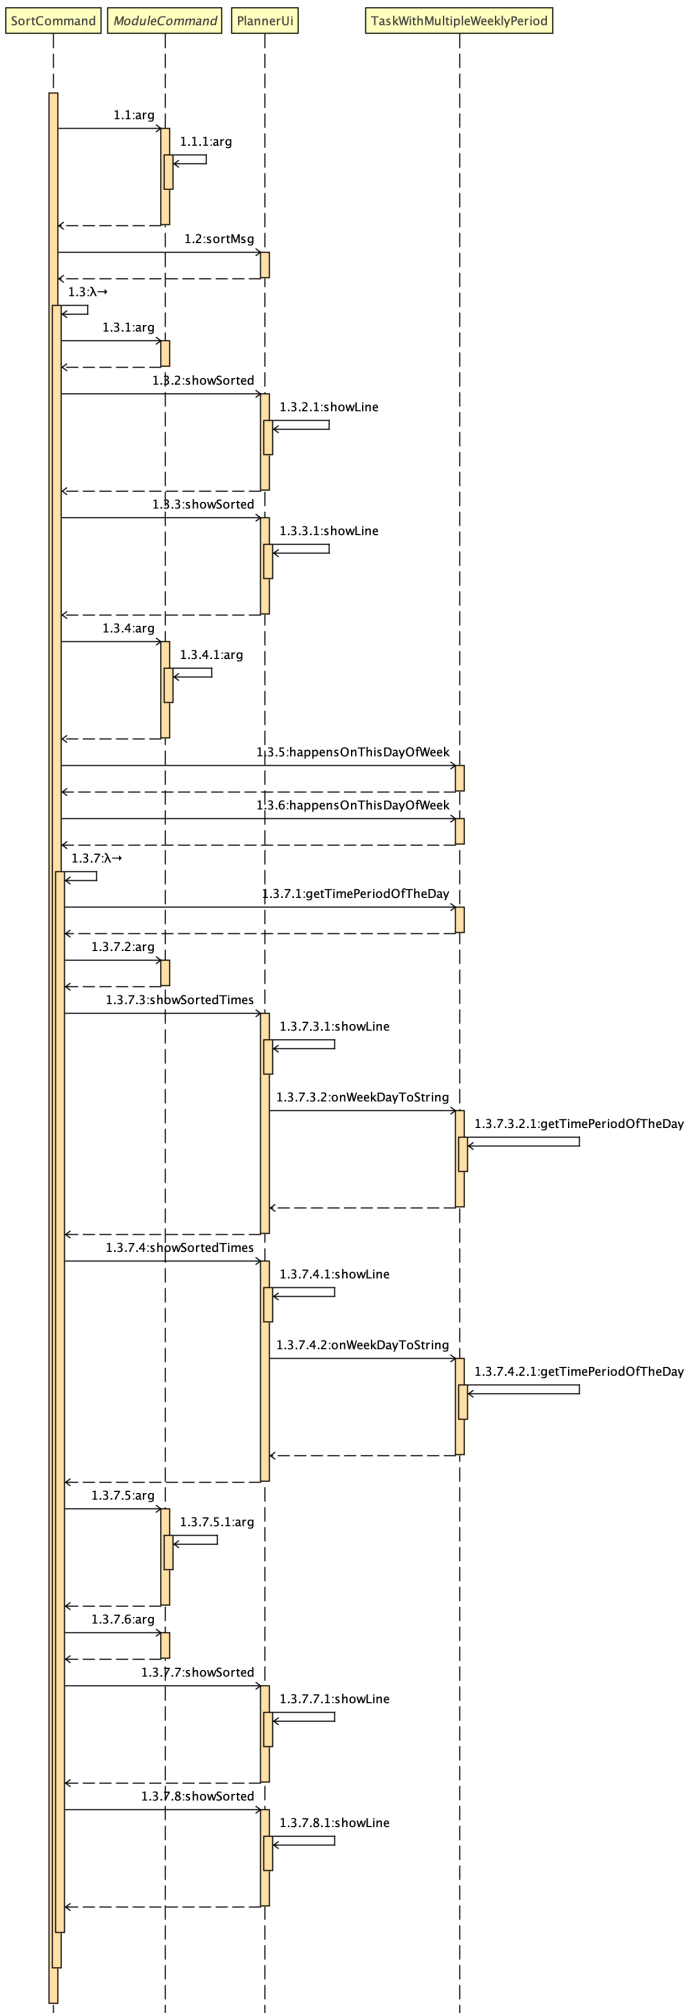 SortCommand ModuleCommand PlannerUi TaskWithMultipleWeeklyPeriod
1.1:arg
1.1.1:arg
1.2:sortMsg
1.3:λ→
1.3.1:arg
1.3.2:showSorted
1.3.2.1:showLine
1.3.3:showSorted
1.3.3.1:showLine
1.3.4:arg
1.3.4.1:arg
1.3.5:happensOnThisDayOfWeek
1.3.6:happensOnThisDayOfWeek
1.3.7:λ→
1.3.7.1:getTimePeriodOfTheDay
1.3.7.2:arg
1.3.7.3:showSortedTimes
1.3.7.3.1:showLine
1.3.7.3.2:onWeekDayToString
1.3.7.3.2.1:getTimePeriodOfTheDay
1.3.7.4:showSortedTimes
1.3.7.4.1:showLine
1.3.7.4.2:onWeekDayToString
1.3.7.4.2.1:getTimePeriodOfTheDay
1.3.7.5:arg
1.3.7.5.1:arg
1.3.7.6:arg
1.3.7.7:showSorted
1.3.7.7.1:showLine
1.3.7.8:showSorted
1.3.7.8.1:showLine